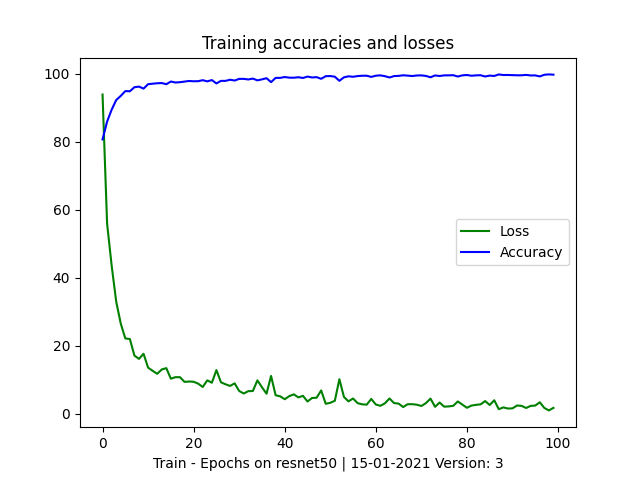 Training accuracies and losses
100
80
60
40
20
0
Loss
Accuracy
0 20 40 60 80 100
Train - Epochs on resnet50 | 15-01-2021 Version: 3